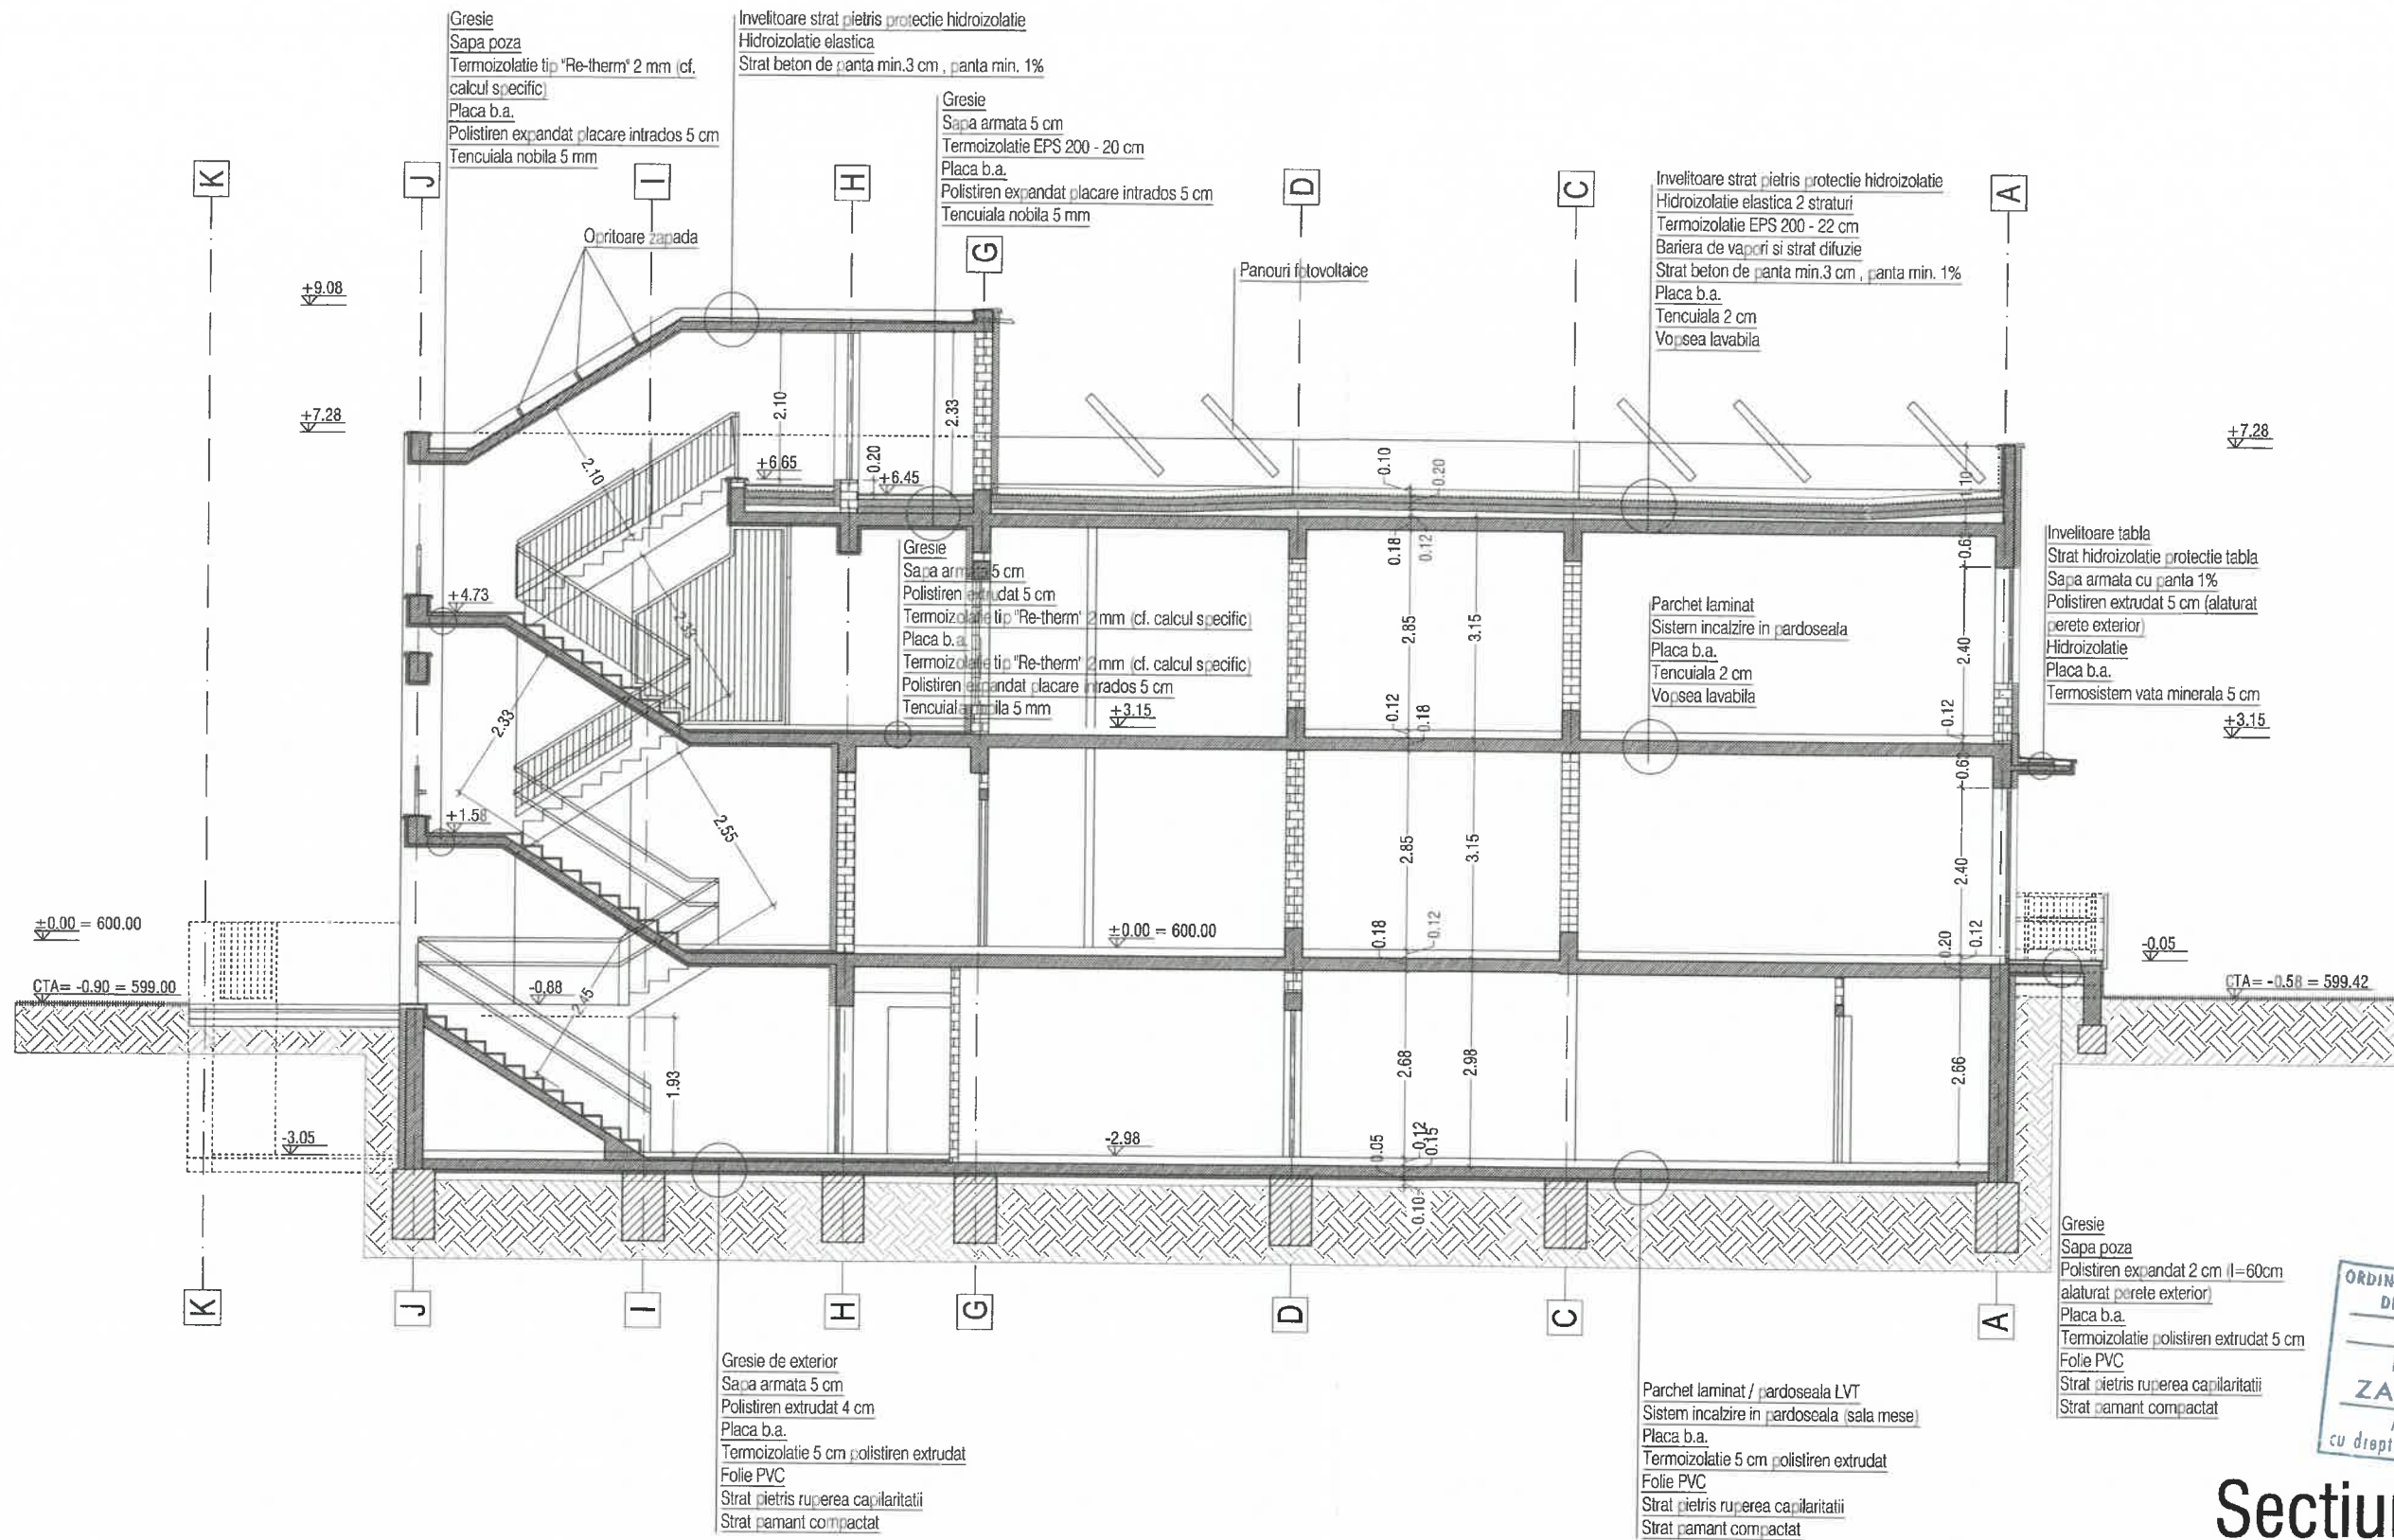 Gresie
Sapa poza
Termoizolatie tip "Re-therm" 2 mm (cf.
calcul specific)
Placa b.a.
Polistiren expandat placare intrados 5 cm
Tencuiala nobila 5 mm
Invelitoare strat pietris protectie hidroizolatie
Hidroizolatie elastica
Strat beton de panta min.3 cm , panta min. 1%
Gresie
Sapa armata 5 cm
Termoizolatie EPS 200 - 20 cm
Placa b.a.
Polistiren expandat placare intrados 5 cm
Tencuiala nobila 5 mm
Invelitoare strat pietris protectie hidroizolatie
Hidroizolatie elastica 2 straturi
Termoizolatie EPS 200 - 22 cm
Bariera de vapori si strat difuzie
Strat beton de panta min.3 cm , panta min. 1%
Placa b.a.
Tencuiala 2 cm
Vopsea lavabila
K
J
I
H
G
D
C
A
Opritoare zapada
Panouri fotovoltaice
+9.08
+7.28
+7.28
2.10
2.33
2.10
+6.65
0.20
+6.45
0.10
0.20
1.10
0.18
0.12
0.63
Gresie
Sapa armata 5 cm
Polistiren extrudat 5 cm
Termoizolatie tip "Re-therm" 2 mm (cf. calcul specific)
Placa b.a.
Termoizolatie tip "Re-therm" 2 mm (cf. calcul specific)
Polistiren expandat placare intrados 5 cm
Tencuiala nobila 5 mm
Parchet laminat
Sistem incalzire in pardoseala
Placa b.a.
Tencuiala 2 cm
Vopsea lavabila
Invelitoare tabla
Strat hidroizolatie protectie tabla
Sapa armata cu panta 1%
Polistiren extrudat 5 cm (alaturat
perete exterior)
Hidroizolatie
Placa b.a.
Termosistem vata minerala 5 cm
+4.73
2.33
2.33
2.85
3.15
2.40
+3.15
0.12
0.18
0.12
+3.15
0.63
+1.58
2.55
2.85
3.15
2.40
±0.00 = 600.00
±0.00 = 600.00
0.18
0.12
0.20
0.12
-0.05
CTA= -0.90 = 599.00
-0.88
2.45
CTA= -0.58 = 599.42
1.93
2.68
2.98
2.66
-3.05
-2.98
0.05
0.12
0.15
0.10
K
J
I
H
G
D
C
A
Gresie
Sapa poza
Polistiren expandat 2 cm (l=60cm
alaturat perete exterior)
Placa b.a.
Termoizolatie polistiren extrudat 5 cm
Folie PVC
Strat pietris ruperea capilaritatii
Strat pamant compactat
Gresie de exterior
Sapa armata 5 cm
Polistiren extrudat 4 cm
Placa b.a.
Termoizolatie 5 cm polistiren extrudat
Folie PVC
Strat pietris ruperea capilaritatii
Strat pamant compactat
Parchet laminat / pardoseala LVT
Sistem incalzire in pardoseala (sala mese)
Placa b.a.
Termoizolatie 5 cm polistiren extrudat
Folie PVC
Strat pietris ruperea capilaritatii
Strat pamant compactat
ORDIN
ZA
cu drept
Sectiu